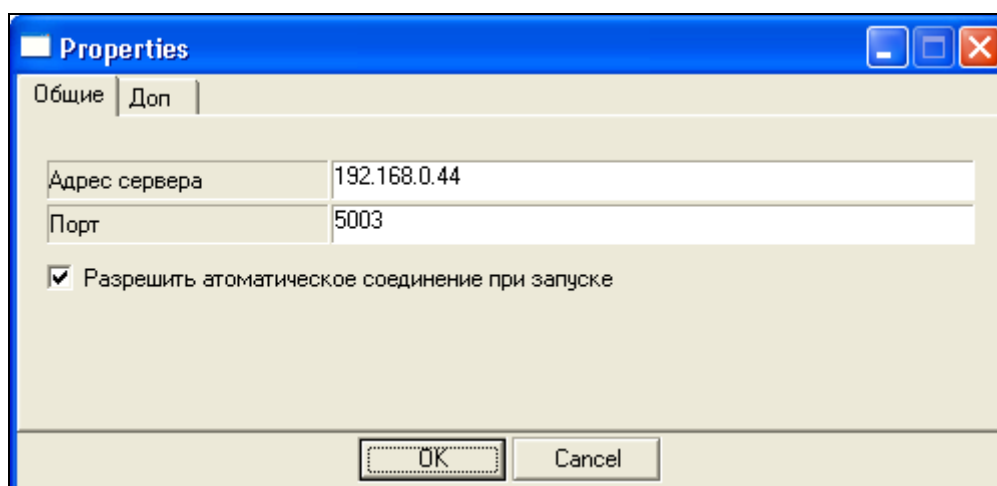 Properties
Общие Доп
Адрес сервера 192.168.0.44
Порт 5003
Разрешить атоматическое соединение при запуске
OK Cancel